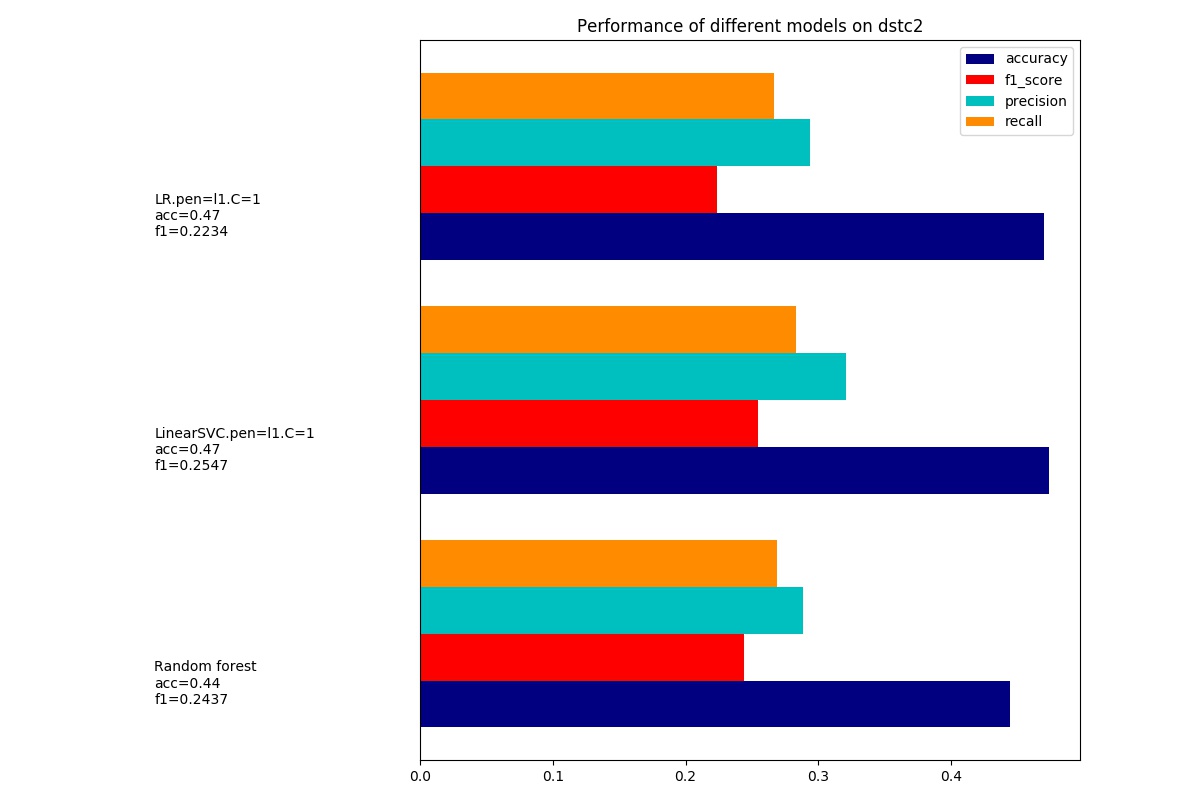 Performance of different models on dstc2
accuracy
f1_score
precision
recall
LR.pen=l1.C=1
acc=0.47
f1=0.2234
LinearSVC.pen=l1.C=1
acc=0.47
f1=0.2547
Random forest
acc=0.44
f1=0.2437
0.0 0.1 0.2 0.3 0.4